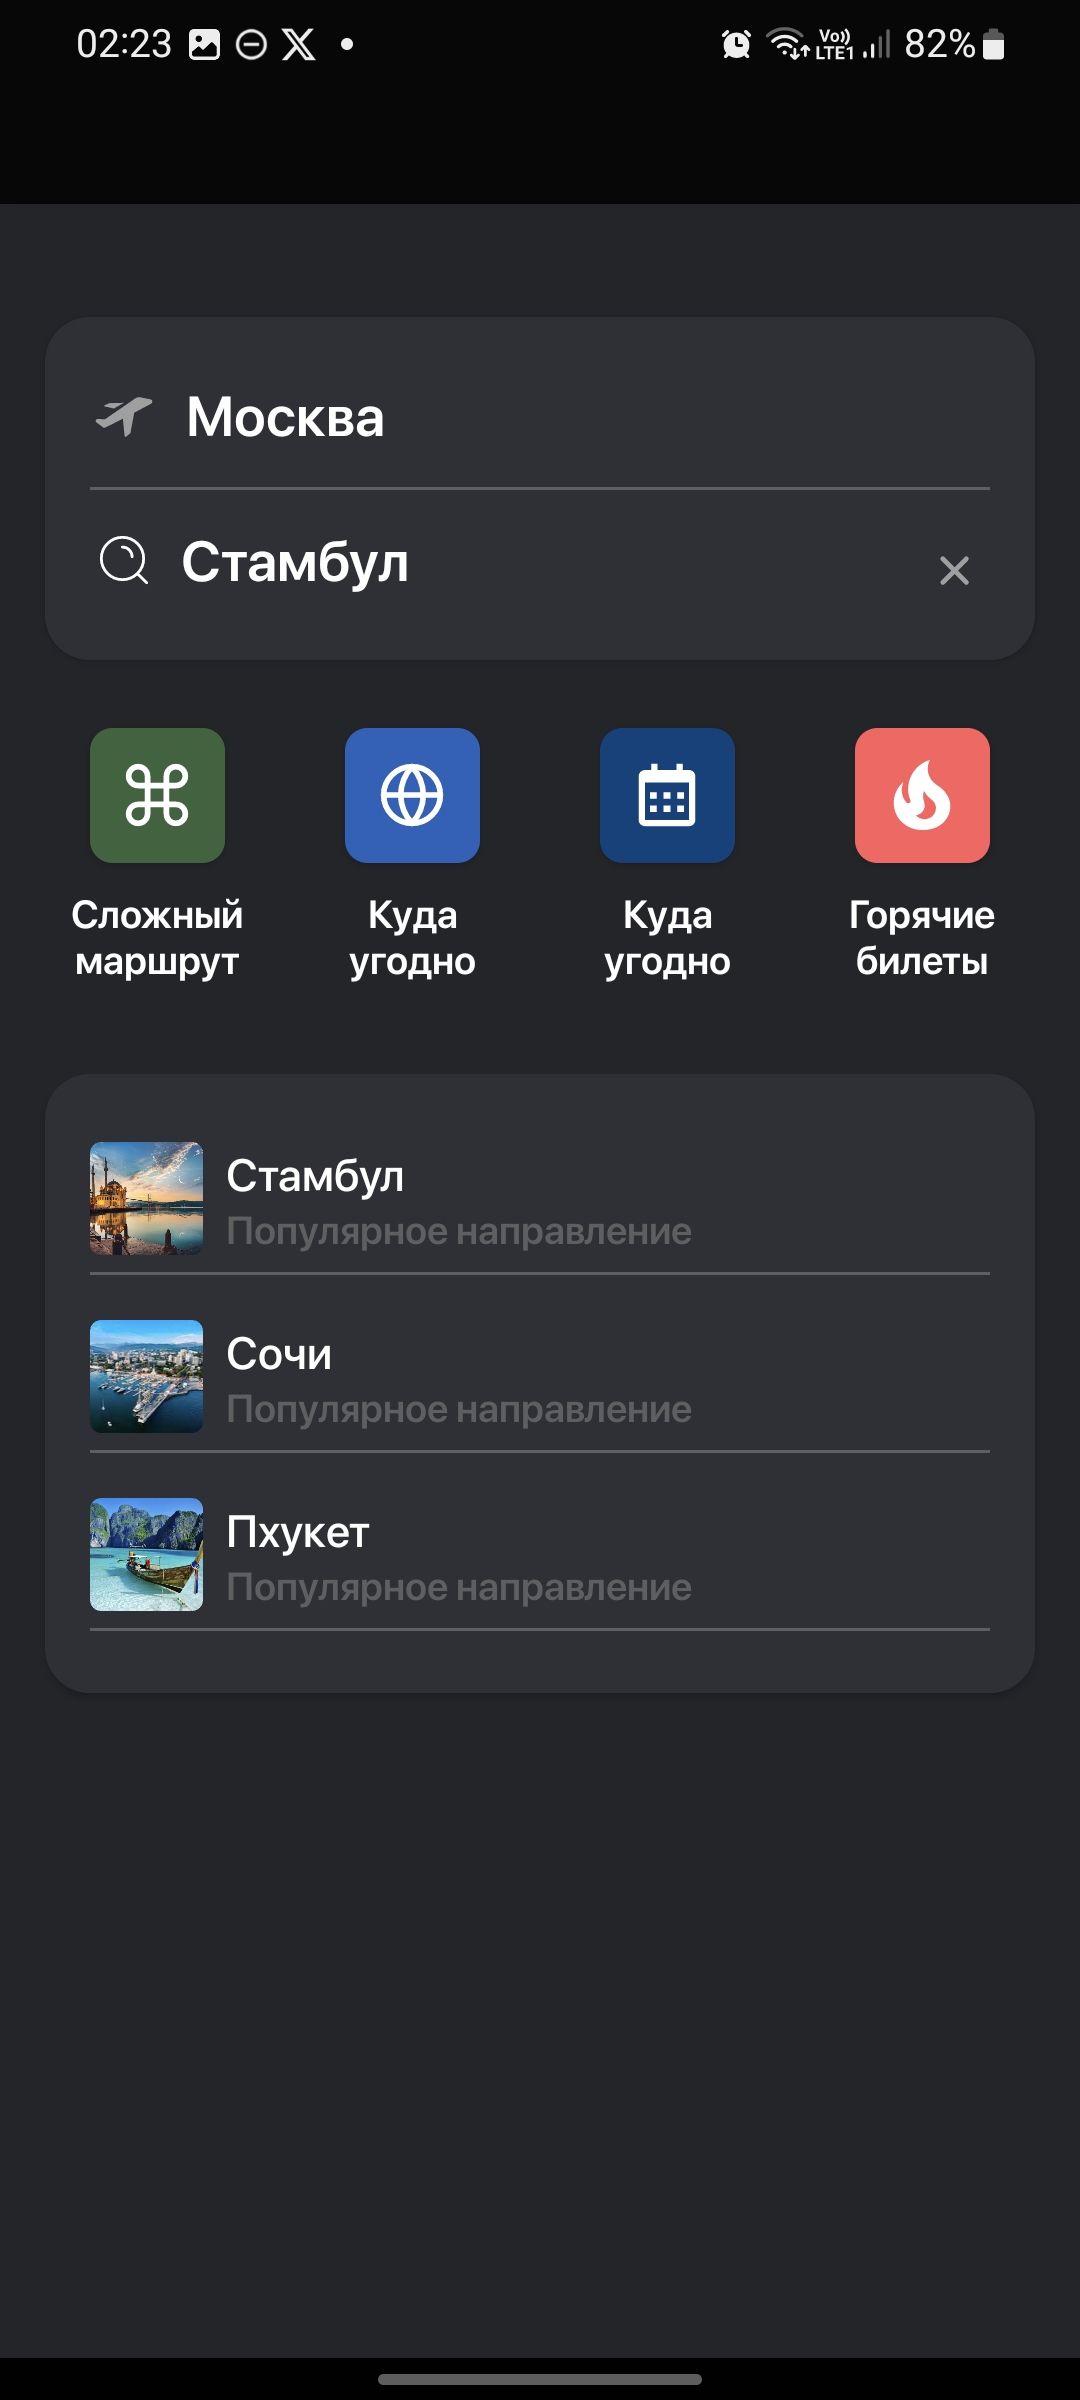 02:23 Vo)) LTE1 82%
Москва
Стамбул
Сложный маршрут
Куда угодно
Куда угодно
Горячие билеты
Стамбул
Популярное направление
Сочи
Популярное направление
Пхукет
Популярное направление